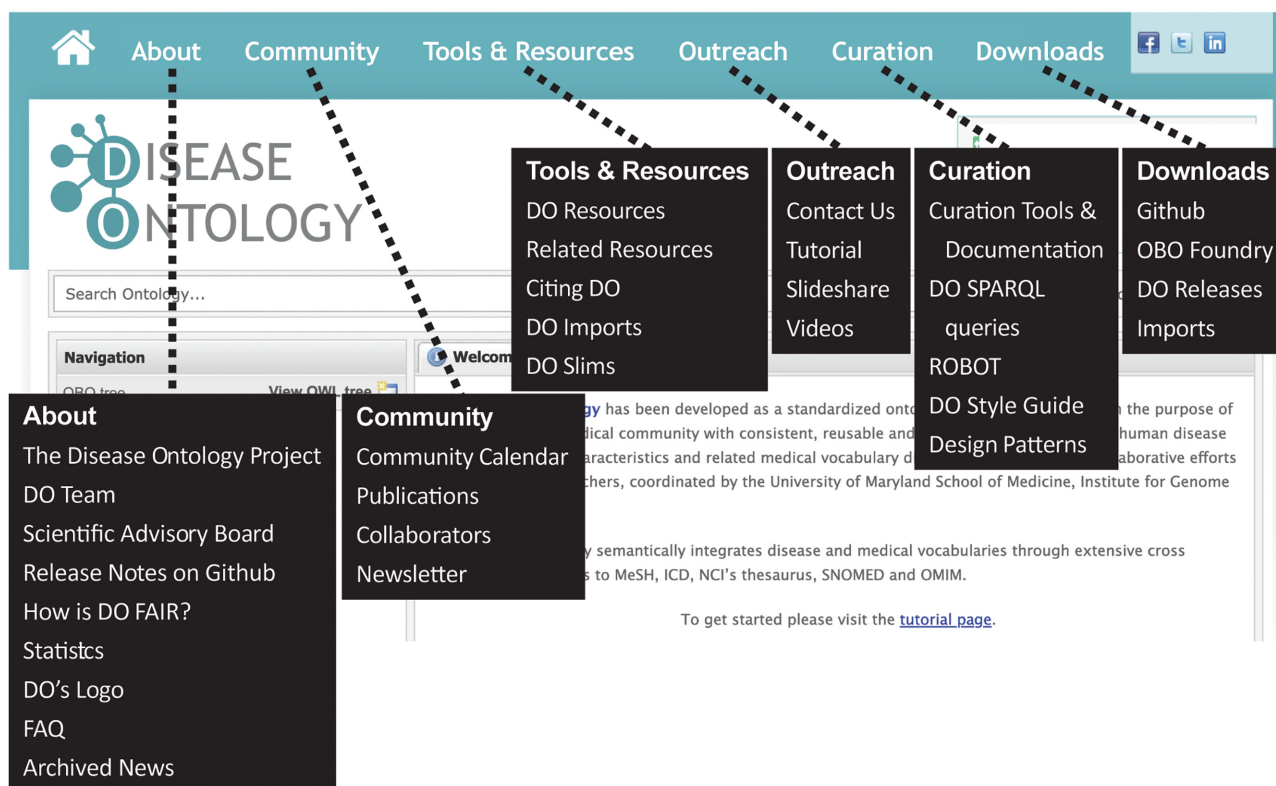 About Community Tools & Resources Outreach Curation Downloads
DISEASE
ONTOLOGY
Search Ontology...
Navigation
OBO tree View OWL tree
Welcom
Tools & Resources
DO Resources
Related Resources
Citing DO
DO Imports
DO Slims
Outreach
Contact Us
Tutorial
Slideshare
Videos
Curation
Curation Tools &
Documentation
DO SPARQL
queries
ROBOT
DO Style Guide
Design Patterns
Downloads
Github
OBO Foundry
DO Releases
Imports
About
The Disease Ontology Project
DO Team
Scientific Advisory Board
Release Notes on Github
How is DO FAIR?
Statistcs
DO's Logo
FAQ
Archived News
Community
Community Calendar
Publications
Collaborators
Newsletter
gy has been developed as a standardized onto the purpose of
dical community with consistent, reusable and human disease
aracteristics and related medical vocabulary d aborative efforts
chers, coordinated by the University of Maryland School of Medicine, Institute for Genome
y semantically integrates disease and medical vocabularies through extensive cross
s to MeSH, ICD, NCI's thesaurus, SNOMED and OMIM.
To get started please visit the tutorial page.